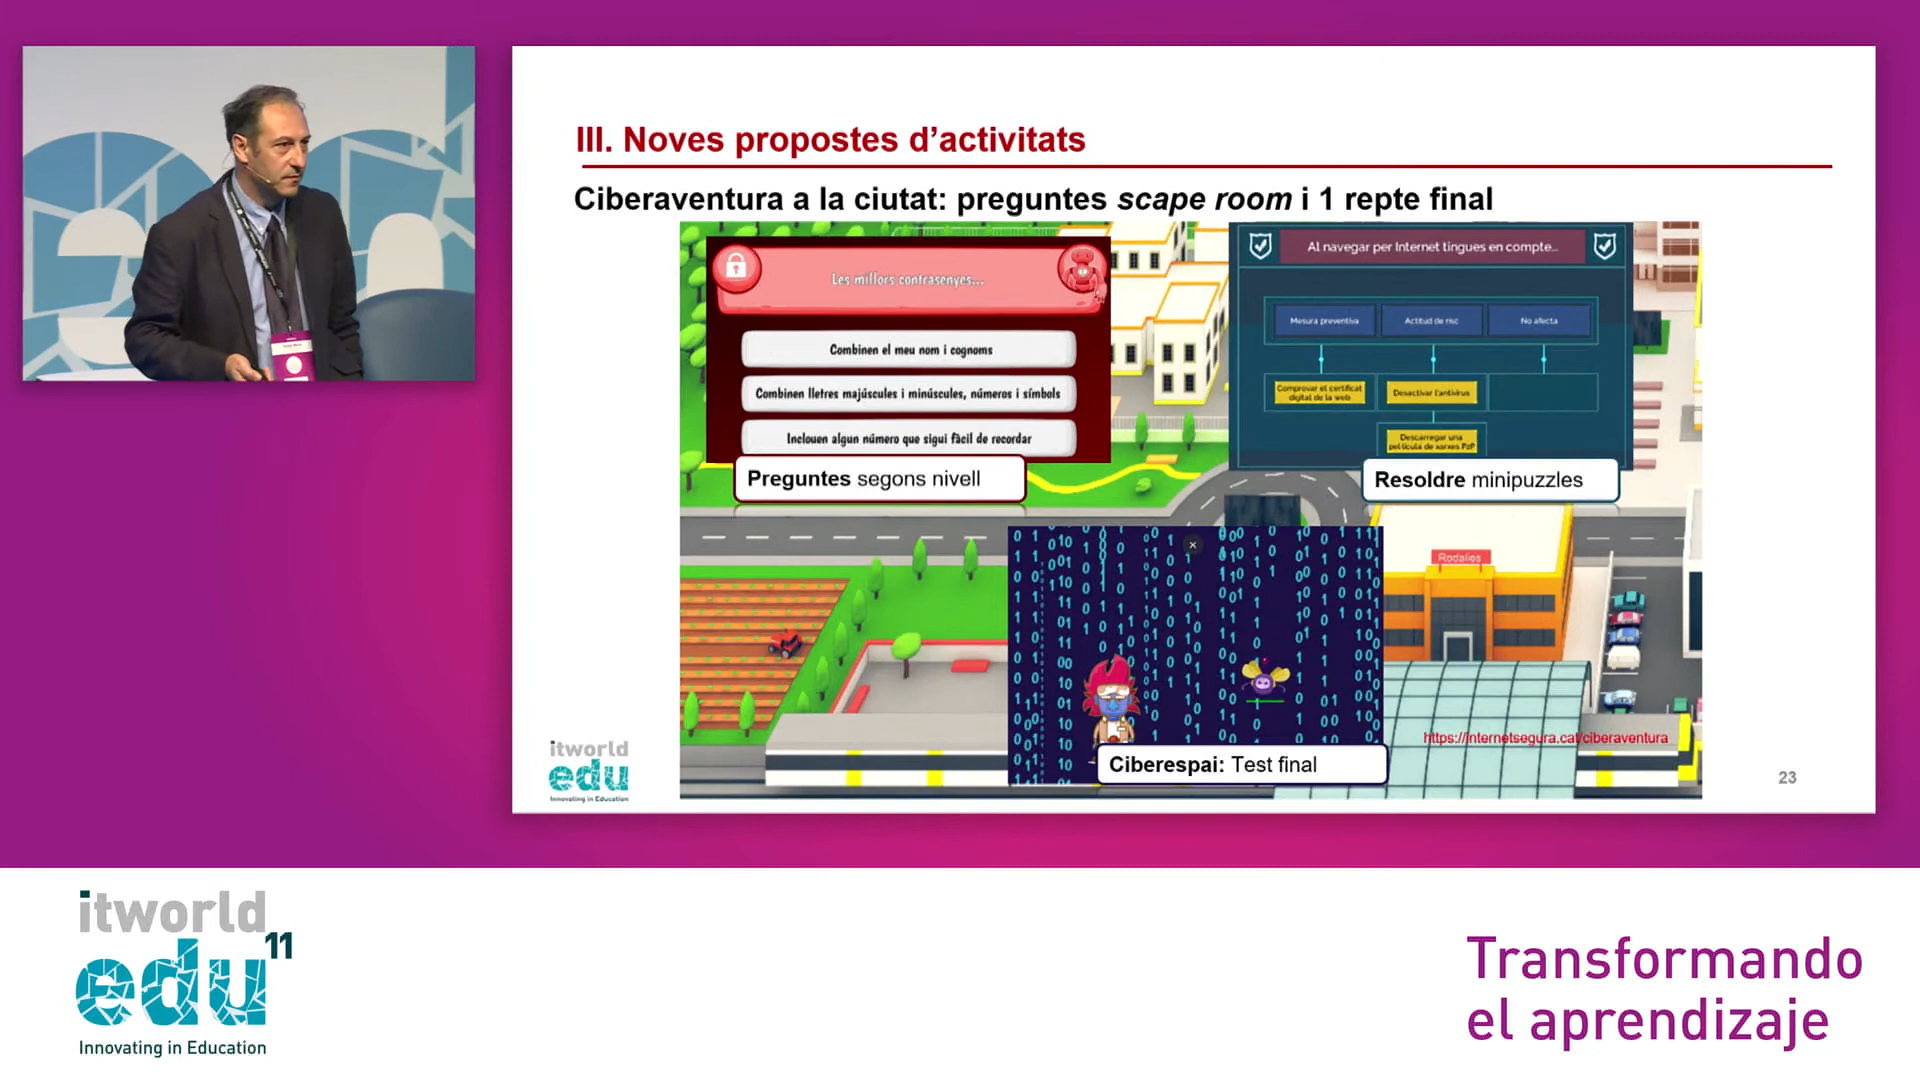 III. Noves propostes d’activitats
Ciberaventura a la ciutat: preguntes scape room i 1 repte final
Les millors contrasenyes...
Combinen el meu nom i cognoms
Combinen lletres majúscules i minúscules, números i símbols
Inclouen algun número que sigui fàcil de recordar
Preguntes segons nivell
Al navegar per Internet tingues en compte...
Mesura preventiva
Actitud de risc
No afecta
Comprovar el certificat
digital de la web
Desactivar l'antivirus
Descarregar una
pel·lícula de xarxes P2P
Resoldre minipuzzles
Rodalies
https://internetsegura.cat/ciberaventura
Ciberespai: Test final
itworld
edu
Innovating in Education
23
itworld
edu 11
Innovating in Education
Transformando
el aprendizaje